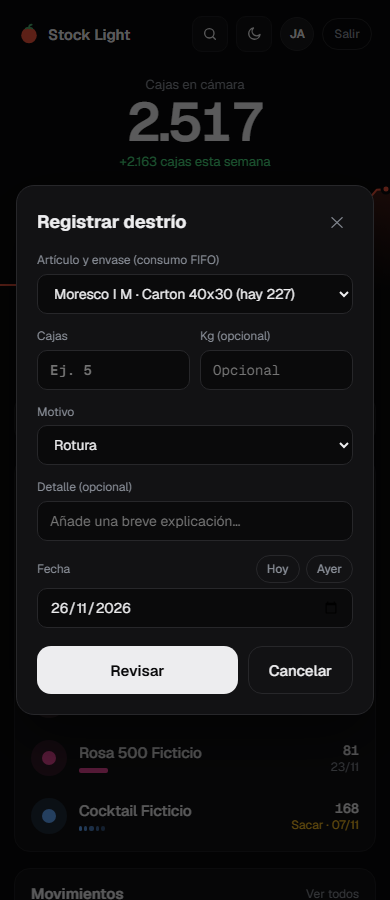 Stock Light
JA
Salir
Cajas en cámara
2.517
+2.163 cajas esta semana
Registrar destrío
Artículo y envase (consumo FIFO)
Moresco I M · Carton 40x30 (hay 227)
Cajas
Kg (opcional)
Ej. 5
Opcional
Motivo
Rotura
Detalle (opcional)
Añade una breve explicación…
Fecha
Hoy
Ayer
26/11/2026
Revisar
Cancelar
Rosa 500 Ficticio
81
23/11
Cocktail Ficticio
168
Sacar · 07/11
Movimientos
Ver todos